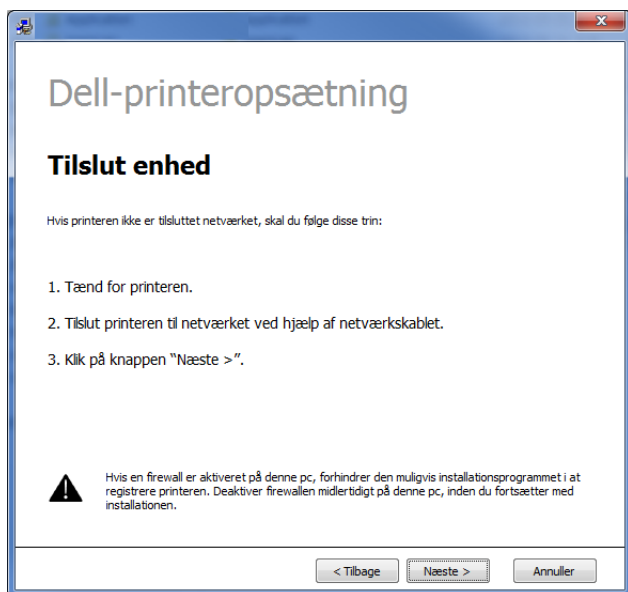 Dell-printeropsætning
Tilslut enhed
Hvis printeren ikke er tilsluttet netværket, skal du følge disse trin:
1. Tænd for printeren.
2. Tilslut printeren til netværket ved hjælp af netværkskablet.
3. Klik på knappen “Næste >”.
Hvis en firewall er aktiveret på denne pc, forhindrer den muligvis installationsprogrammet i at
registrere printeren. Deaktiver firewallen midlertidigt på denne pc, inden du fortsætter med
installationen.
< Tilbage Næste > Annuller